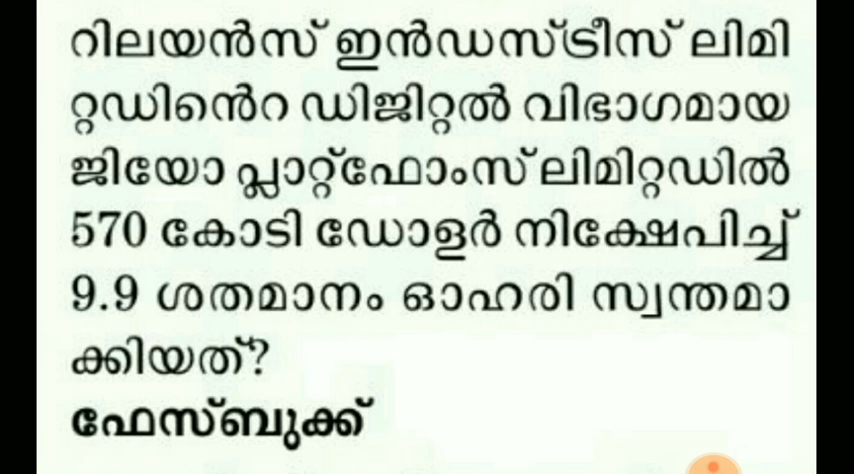 റിലയൻസ് ഇൻഡസ്ട്രീസ് ലിമി
റ്റഡിൻെറ ഡിജിറ്റൽ വിഭാഗമായ
ജിയോ പ്ലാറ്റ്ഫോംസ് ലിമിറ്റഡിൽ
570 കോടി ഡോളർ നിക്ഷേപിച്ച്
9.9 ശതമാനം ഓഹരി സ്വന്തമാ
ക്കിയത്?
ഫേസ്ബുക്ക്